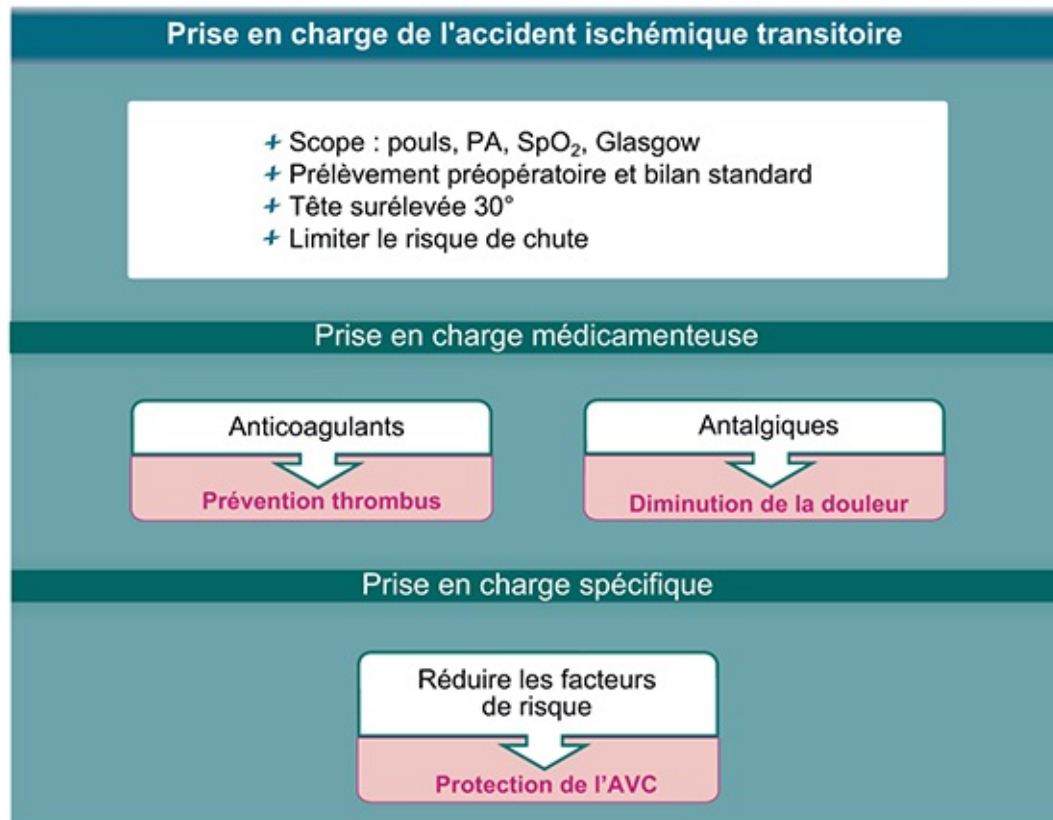 Prise en charge de l'accident ischémique transitoire
+ Scope : pouls, PA, SpO₂, Glasgow
+ Prélèvement préopératoire et bilan standard
+ Tête surélevée 30°
+ Limiter le risque de chute
Prise en charge médicamenteuse
Anticoagulants
Prévention thrombus
Antalgiques
Diminution de la douleur
Prise en charge spécifique
Réduire les facteurs
de risque
Protection de l’AVC